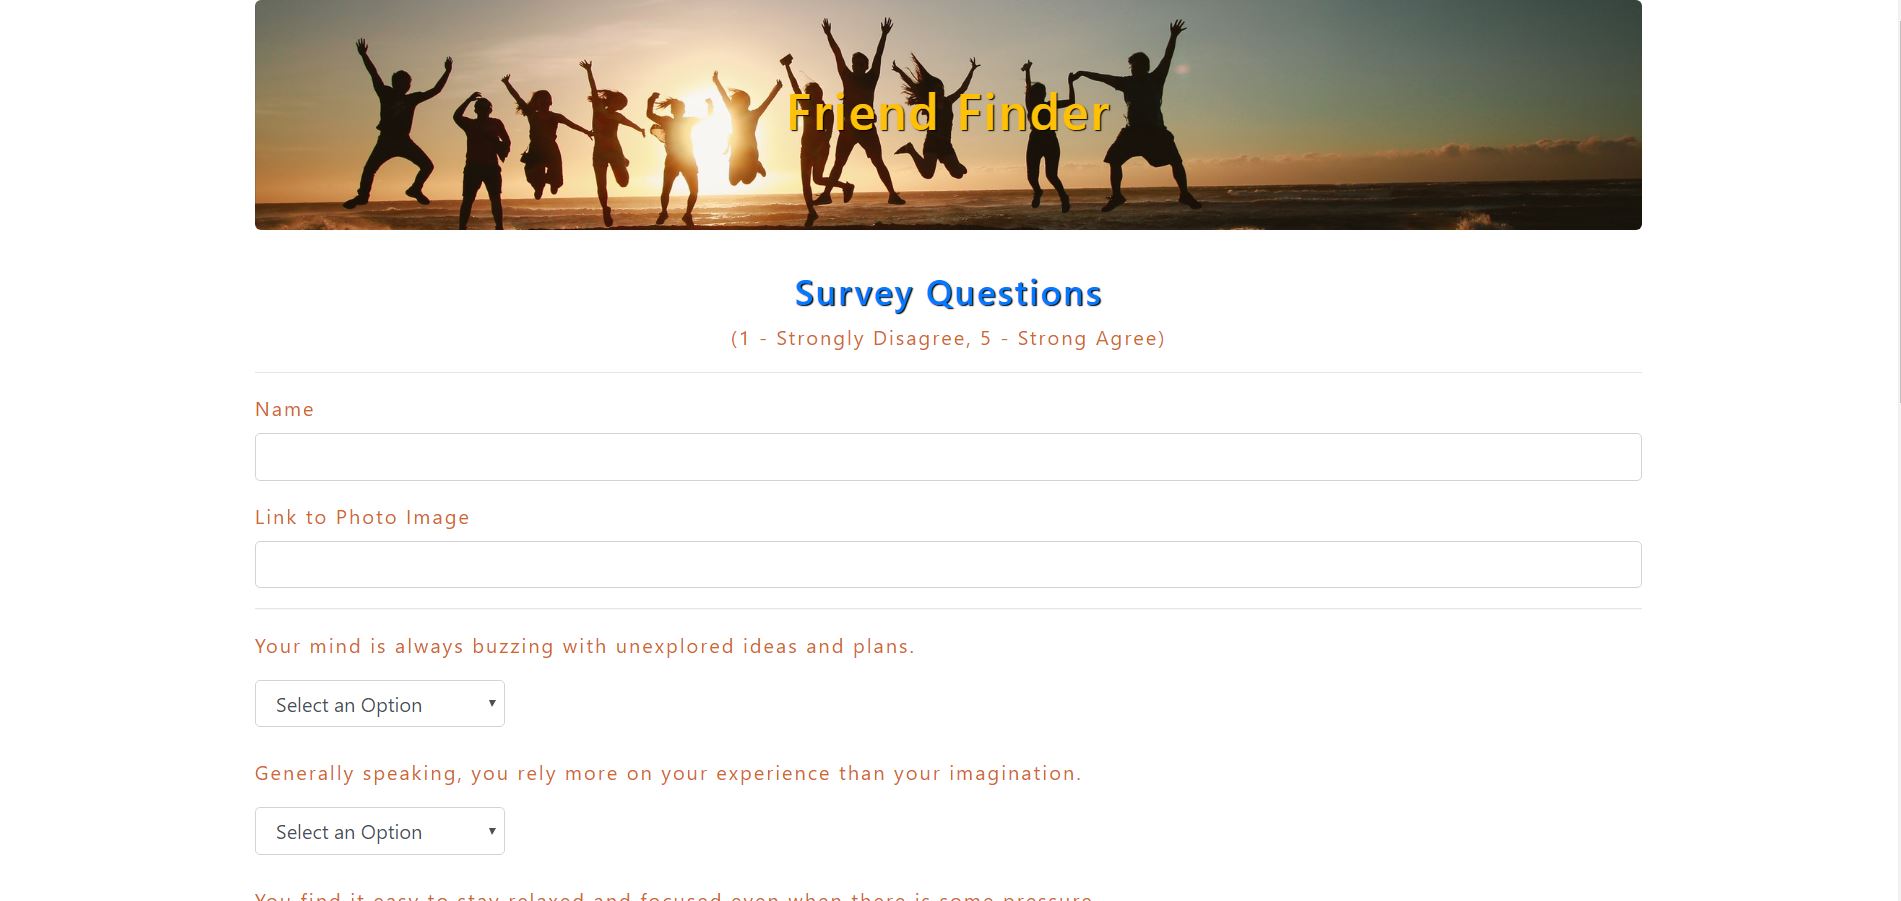 Friend Finder
Survey Questions
(1 - Strongly Disagree, 5 - Strong Agree)
Name
Link to Photo Image
Your mind is always buzzing with unexplored ideas and plans.
Select an Option
Generally speaking, you rely more on your experience than your imagination.
Select an Option
You find it easy to stay relaxed and focused even when there is some pressure.